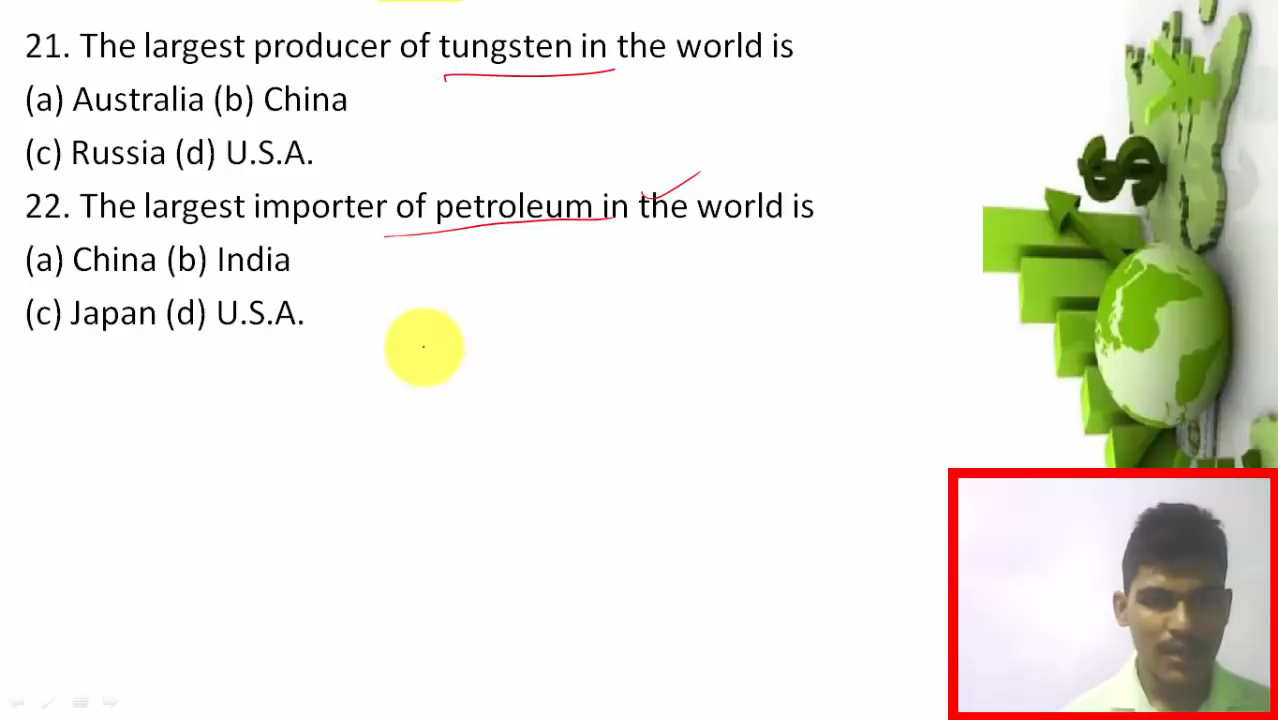 21. The largest producer of tungsten in the world is
(a) Australia (b) China
(c) Russia (d) U.S.A.
22. The largest importer of petroleum in the world is
(a) China (b) India
(c) Japan (d) U.S.A.